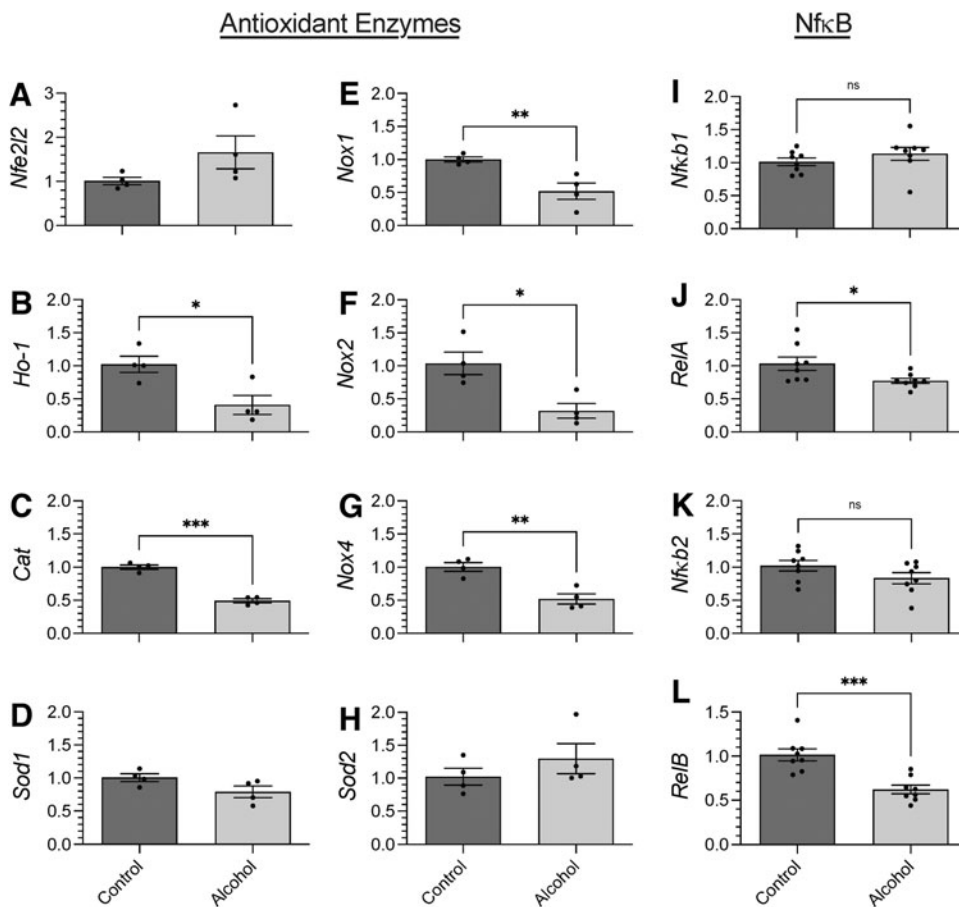 Antioxidant Enzymes
NfκB
A
Nfe2l2
3
2
1
0
E
Nox1
2.0
1.5
1.0
0.5
0.0
**
I
Nfκb1
2.0
1.5
1.0
0.5
0.0
ns
B
Ho-1
2.0
1.5
1.0
0.5
0.0
*
F
Nox2
2.0
1.5
1.0
0.5
0.0
*
J
RelA
2.0
1.5
1.0
0.5
0.0
*
C
Cat
2.0
1.5
1.0
0.5
0.0
***
G
Nox4
2.0
1.5
1.0
0.5
0.0
**
K
Nfκb2
2.0
1.5
1.0
0.5
0.0
ns
D
Sod1
2.0
1.5
1.0
0.5
0.0
Control
Alcohol
H
Sod2
2.0
1.5
1.0
0.5
0.0
Control
Alcohol
L
RelB
1.5
1.0
0.5
0.0
***
Control
Alcohol